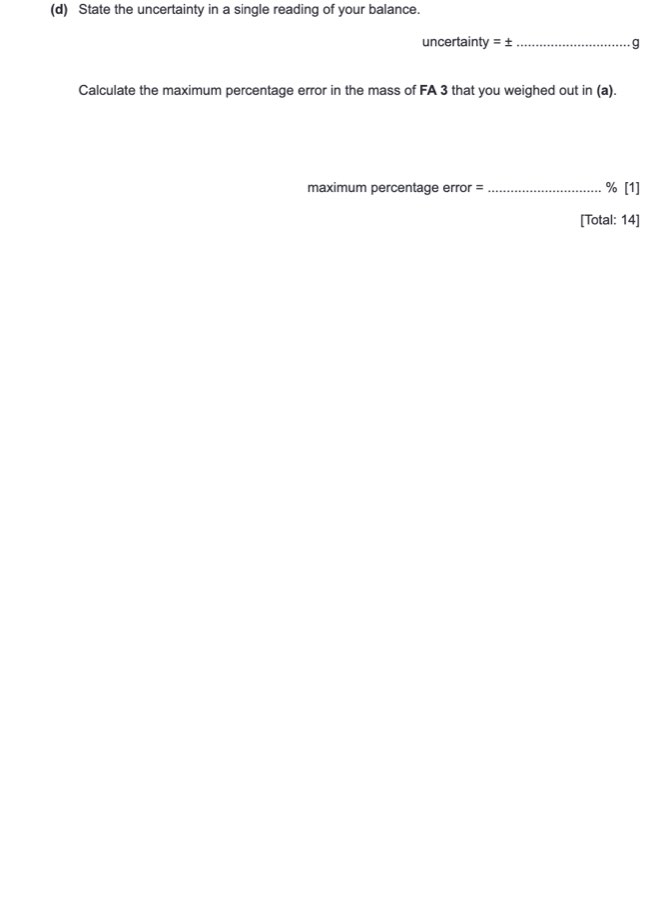 (d) State the uncertainty in a single reading of your balance.
uncertainty = ± .............................. g
Calculate the maximum percentage error in the mass of FA 3 that you weighed out in (a).
maximum percentage error = .............................. % [1]
[Total: 14]